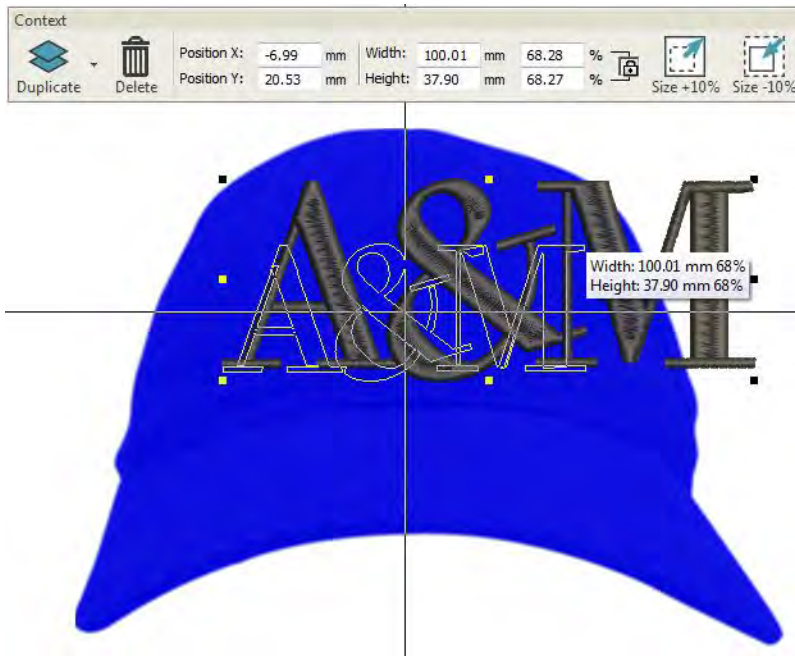 Context
Duplicate
Delete
Position X: -6.99 mm
Position Y: 20.53 mm
Width: 100.01 mm 68.28 %
Height: 37.90 mm 68.27 %
Size +10%
Size -10%
A&M
A&M
Width: 100.01 mm 68%
Height: 37.90 mm 68%